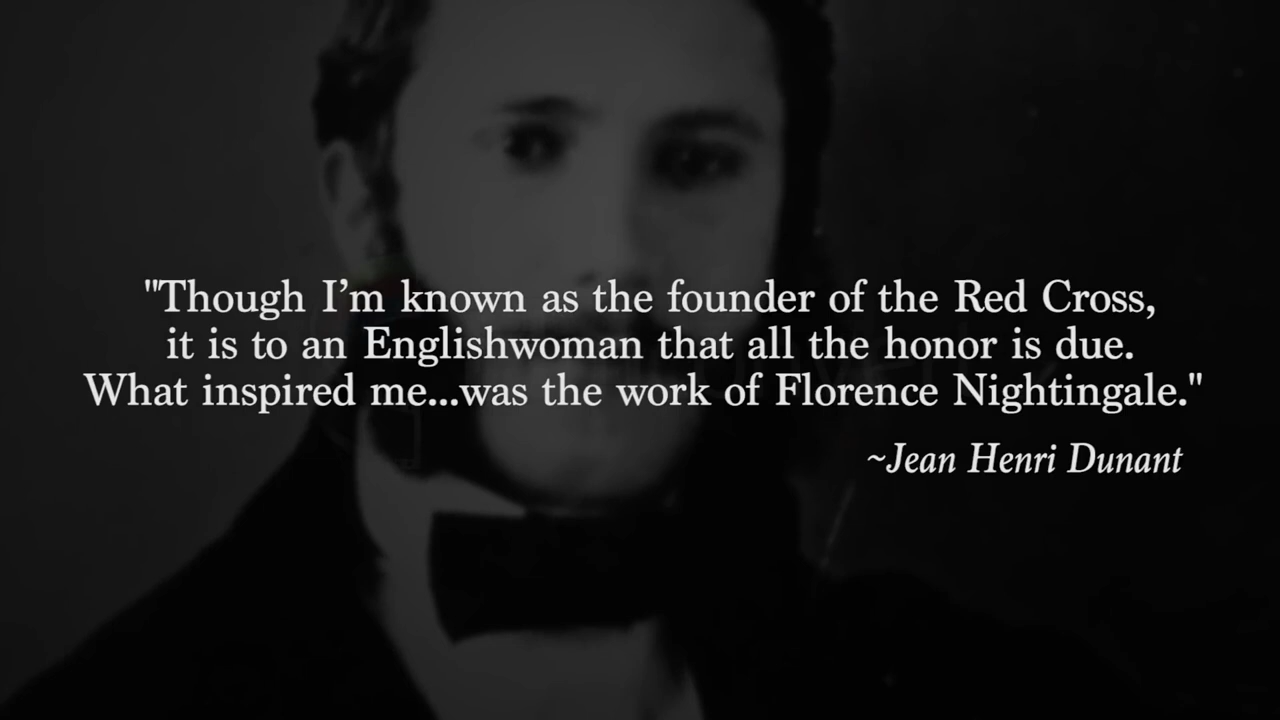 "Though I’m known as the founder of the Red Cross,
it is to an Englishwoman that all the honor is due.
What inspired me...was the work of Florence Nightingale."
~Jean Henri Dunant